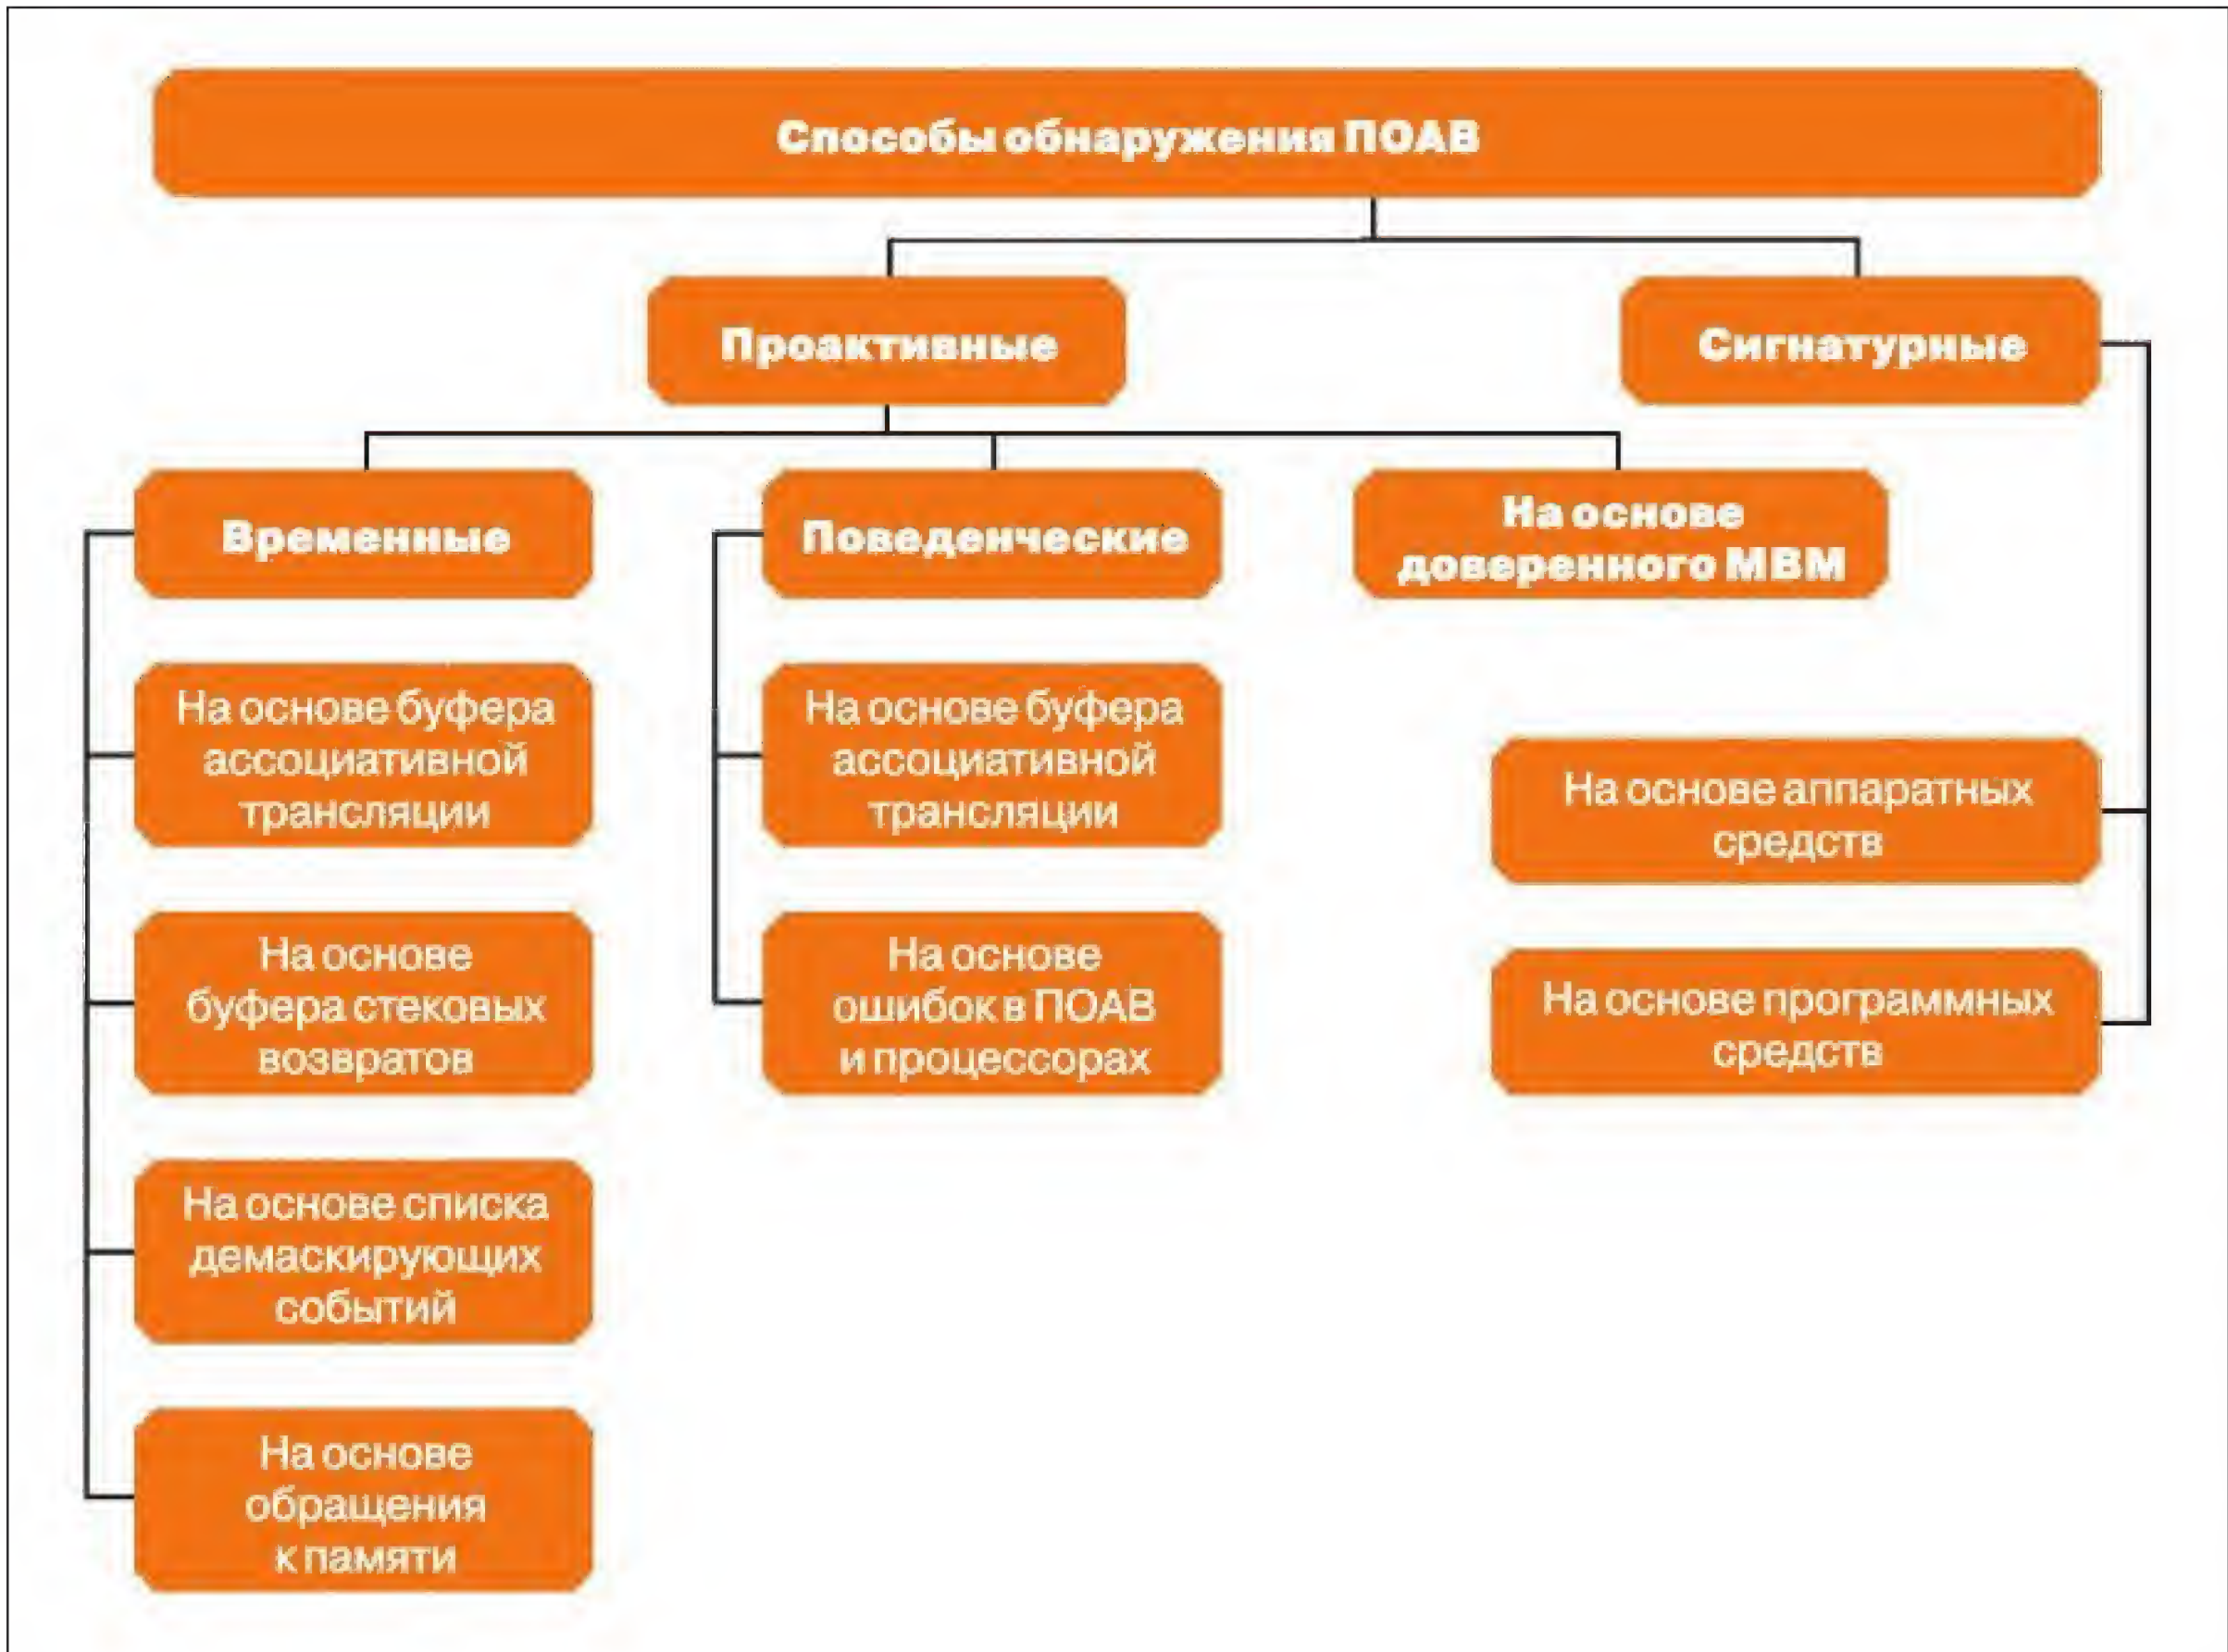 Способы обнаружения ПОАВ
Проактивные
Сигнатурные
Временные
Поведенческие
На основе
доверенного МВМ
На основе буфера
ассоциативной
трансляции
На основе
буфера стековых
возвратов
На основе списка
демаскирующих
событий
На основе
обращения
к памяти
На основе буфера
ассоциативной
трансляции
На основе
ошибок в ПОАВ
и процессорах
На основе аппаратных
средств
На основе программных
средств